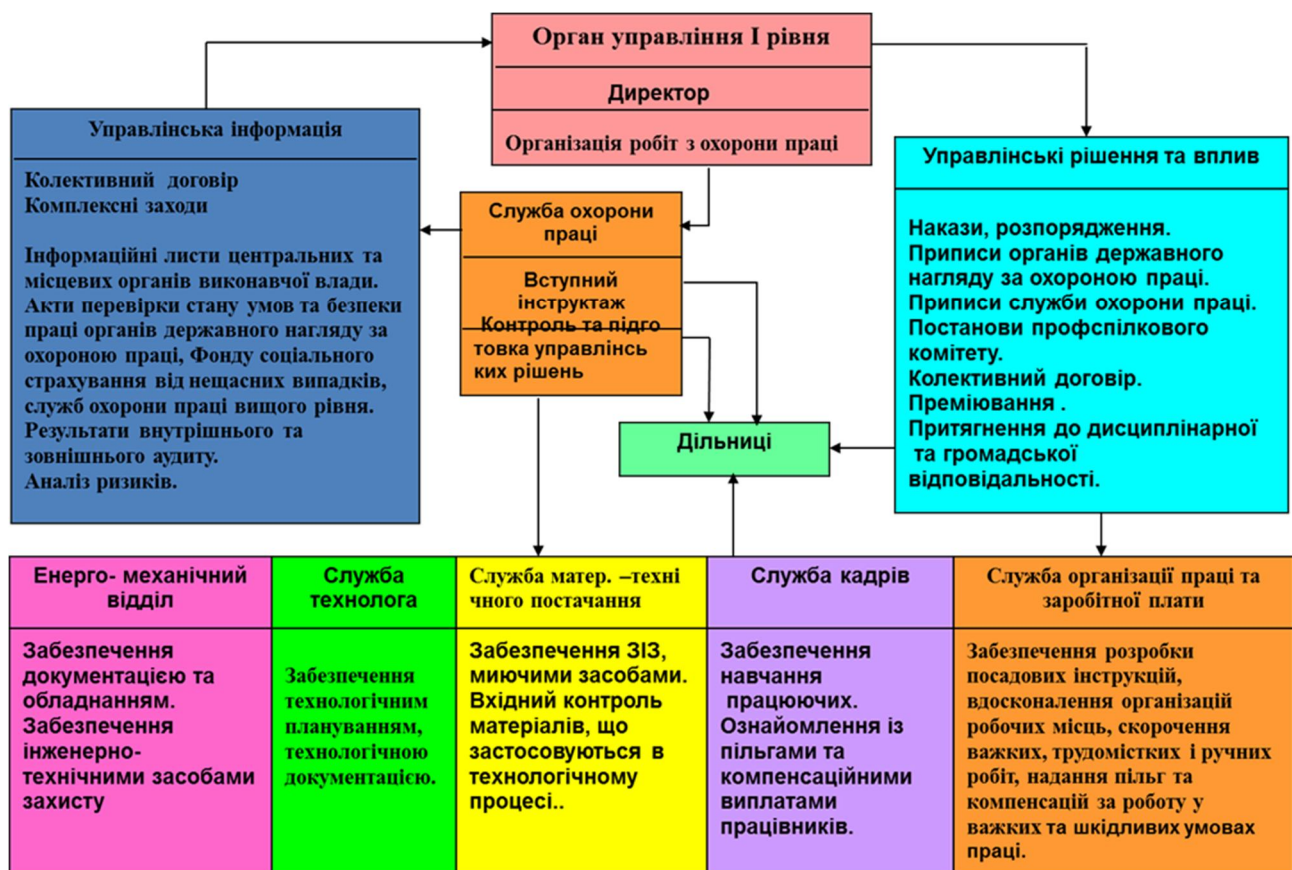 Орган управління І рівня
Директор
Організація робіт з охорони праці
Управлінська інформація
Колективний договір
Комплексні заходи
Інформаційні листи центральних та
місцевих органів виконавчої влади.
Акти перевірки стану умов та безпеки
праці органів державного нагляду за
охороною праці, Фонду соціального
страхування від нещасних випадків,
служб охорони праці вищого рівня.
Результати внутрішнього та
зовнішнього аудиту.
Аналіз ризиків.
Служба охорони
праці
Вступний
інструктаж
Контроль та підго
товка управлінсь
ких рішень
Управлінські рішення та вплив
Накази, розпорядження.
Приписи органів державного
нагляду за охороною праці.
Приписи служби охорони праці.
Постанови профспілкового
комітету.
Колективний договір.
Преміювання .
Притягнення до дисциплінарної
та громадської
відповідальності.
Дільниці
Енерго- механічний
відділ
Забезпечення
документацією та
обладнанням.
Забезпечення
інженерно-
технічними засобами
захисту
Служба
технолога
Забезпечення
технологічним
плануванням,
технологічною
документацією.
Служба матер. –техні
чного постачання
Забезпечення ЗІЗ,
миючими засобами.
Вхідний контроль
матеріалів, що
застосовуються в
технологічному
процесі..
Служба кадрів
Забезпечення
навчання
працюючих.
Ознайомлення із
пільгами та
компенсаційними
виплатами
працівників.
Служба організації праці та
заробітної плати
Забезпечення розробки
посадових інструкцій,
вдосконалення організацій
робочих місць, скорочення
важких, трудомістких і ручних
робіт, надання пільг та
компенсацій за роботу у
важких та шкідливих умовах
праці.